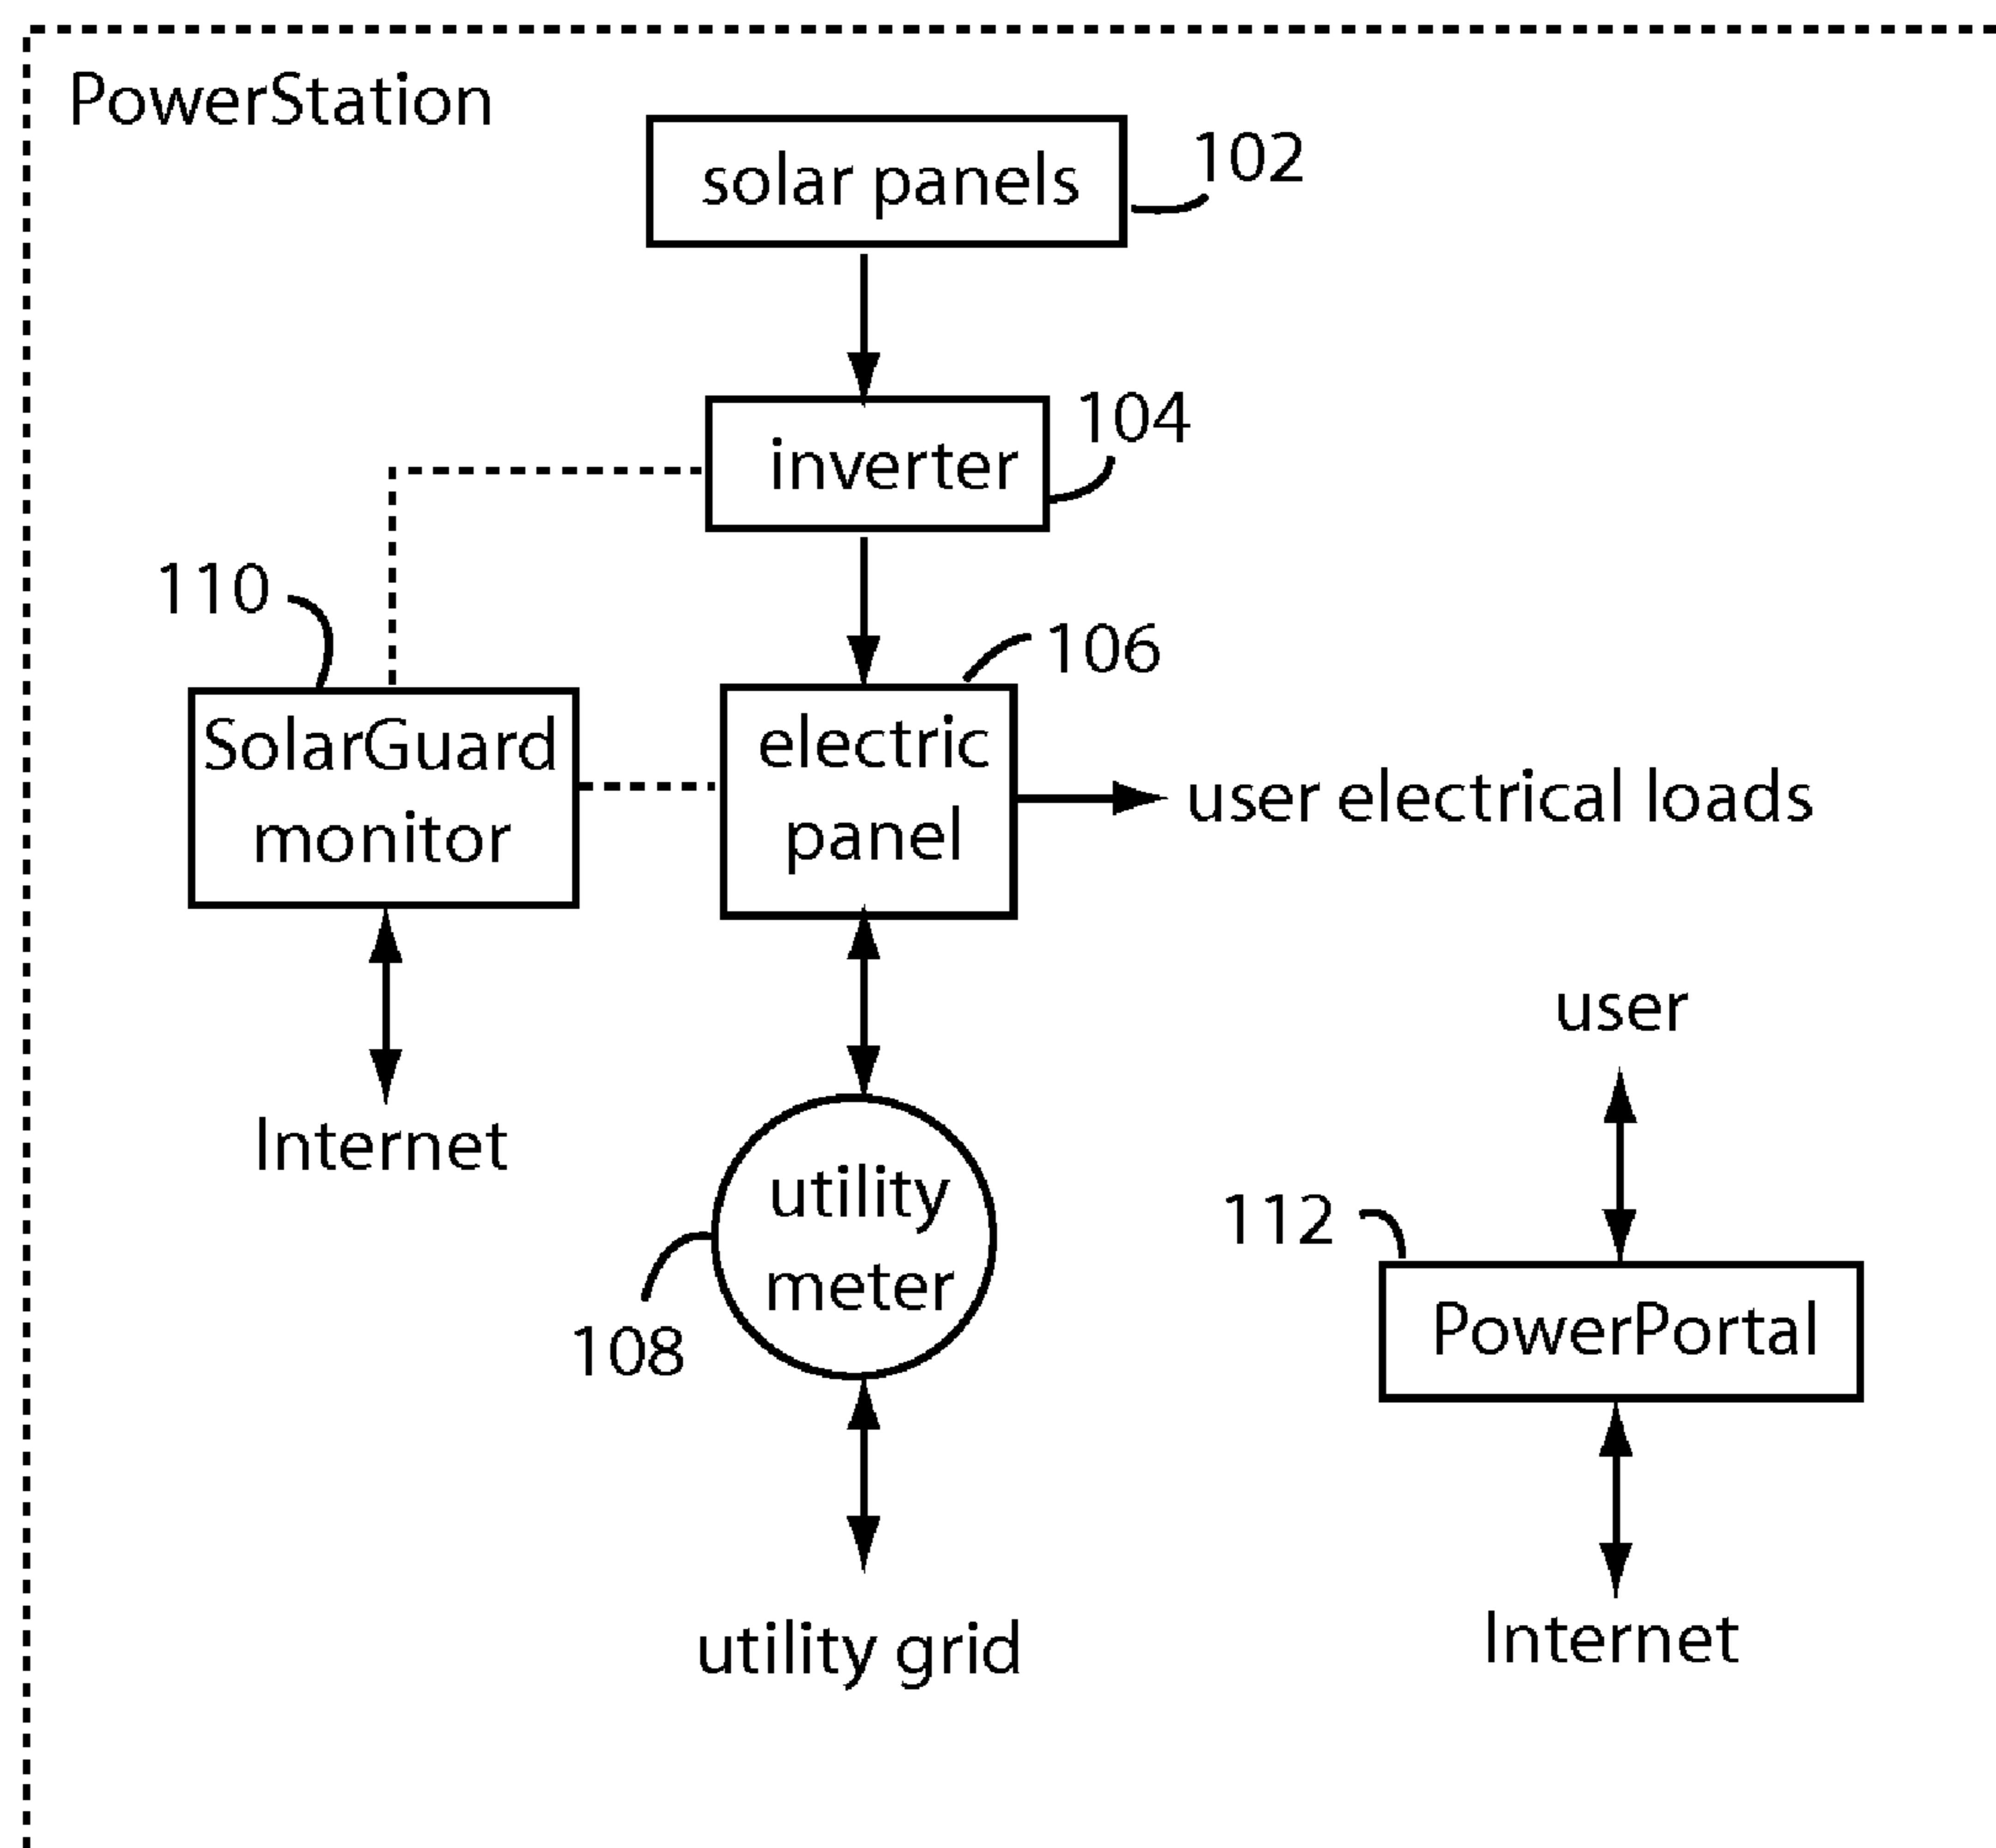 PowerStation
solar panels
102
inverter
104
110
106
SolarGuard
monitor
electric
panel
user electrical loads
Internet
user
utility
meter
108
112
PowerPortal
utility grid
Internet